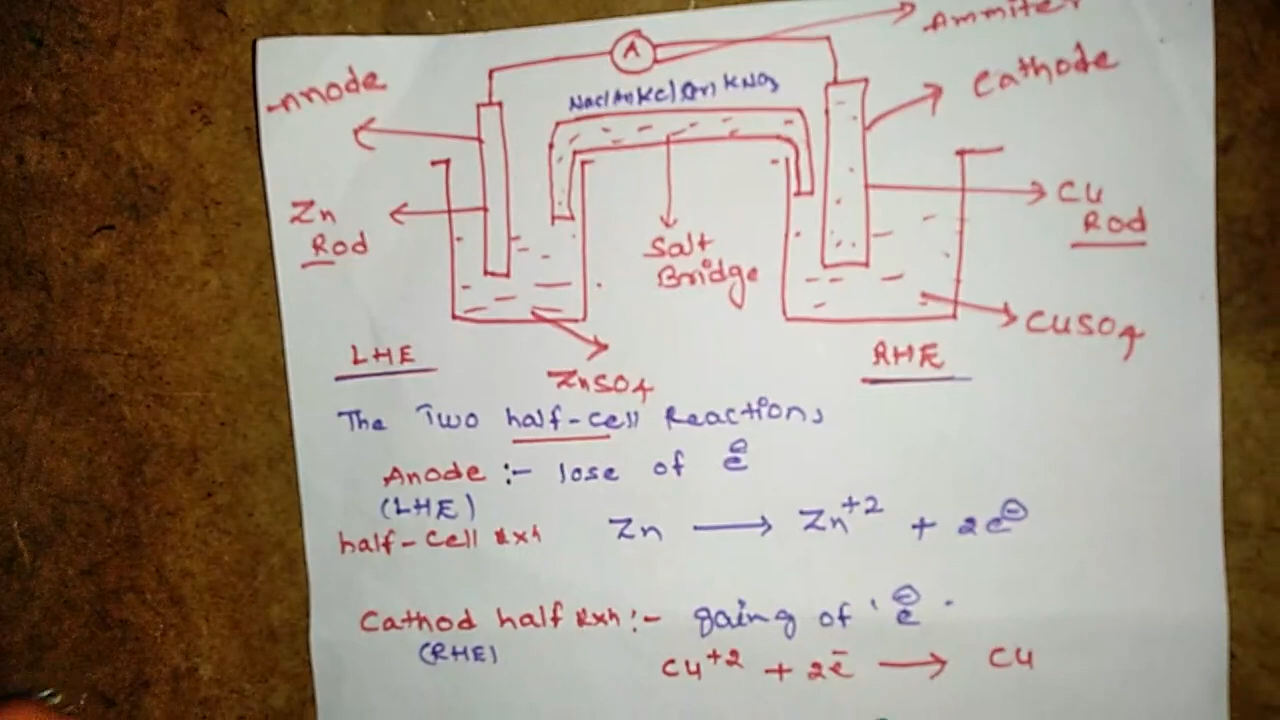 Ammiter
A
Anode
Cathode
NaCl (or) KCl (or) KNO3
Zn
Rod
Cu
Rod
Salt
Bridge
CuSO4
LHE
RHE
ZnSO4
The Two half-cell Reactions
Anode :- lose of e⊖
(LHE)
half-cell Rxn Zn → Zn+2 + 2e⊖
Cathod half Rxn :- gaing of e⊖.
(RHE)
Cu+2 + 2e- → Cu